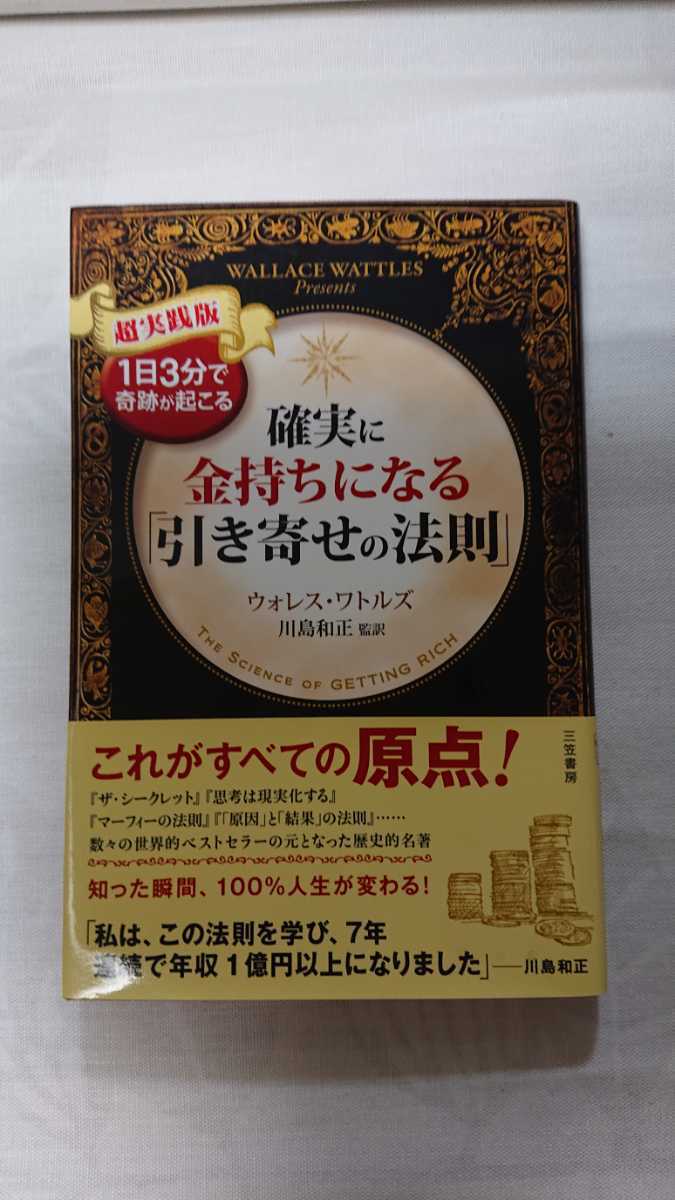 WALLACE WATTLES
Presents
超実践版
1日3分で
奇跡が起こる
確実に
金持ちになる
「引き寄せの法則」
ウォレス・ワトルズ
川島和正 監訳
THE SCIENCE OF GETTING RICH
これがすべての原点!
三笠書房
『ザ・シークレット』『思考は現実化する』
『マーフィーの法則』『「原因」と「結果」の法則』……
数々の世界的ベストセラーの元となった歴史的名著
知った瞬間、100%人生が変わる!
「私は、この法則を学び、7年
連続で年収1億円以上になりました」──川島和正